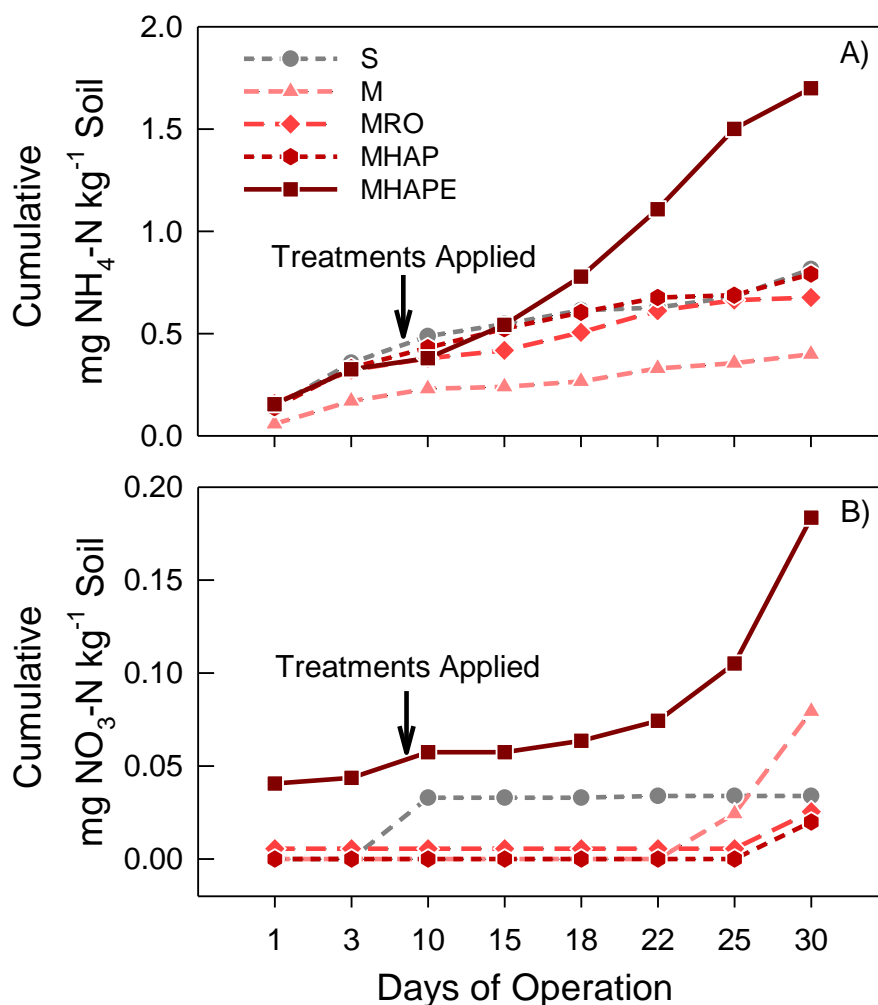 2.0
1.5
1.0
0.5
0.0
Cumulative
mg NH₄-N kg⁻¹ Soil
S
M
MRO
MHAP
MHAPE
A)
Treatments Applied
0.20
0.15
0.10
0.05
0.00
Cumulative
mg NO₃-N kg⁻¹ Soil
B)
Treatments Applied
1 3 10 15 18 22 25 30
Days of Operation